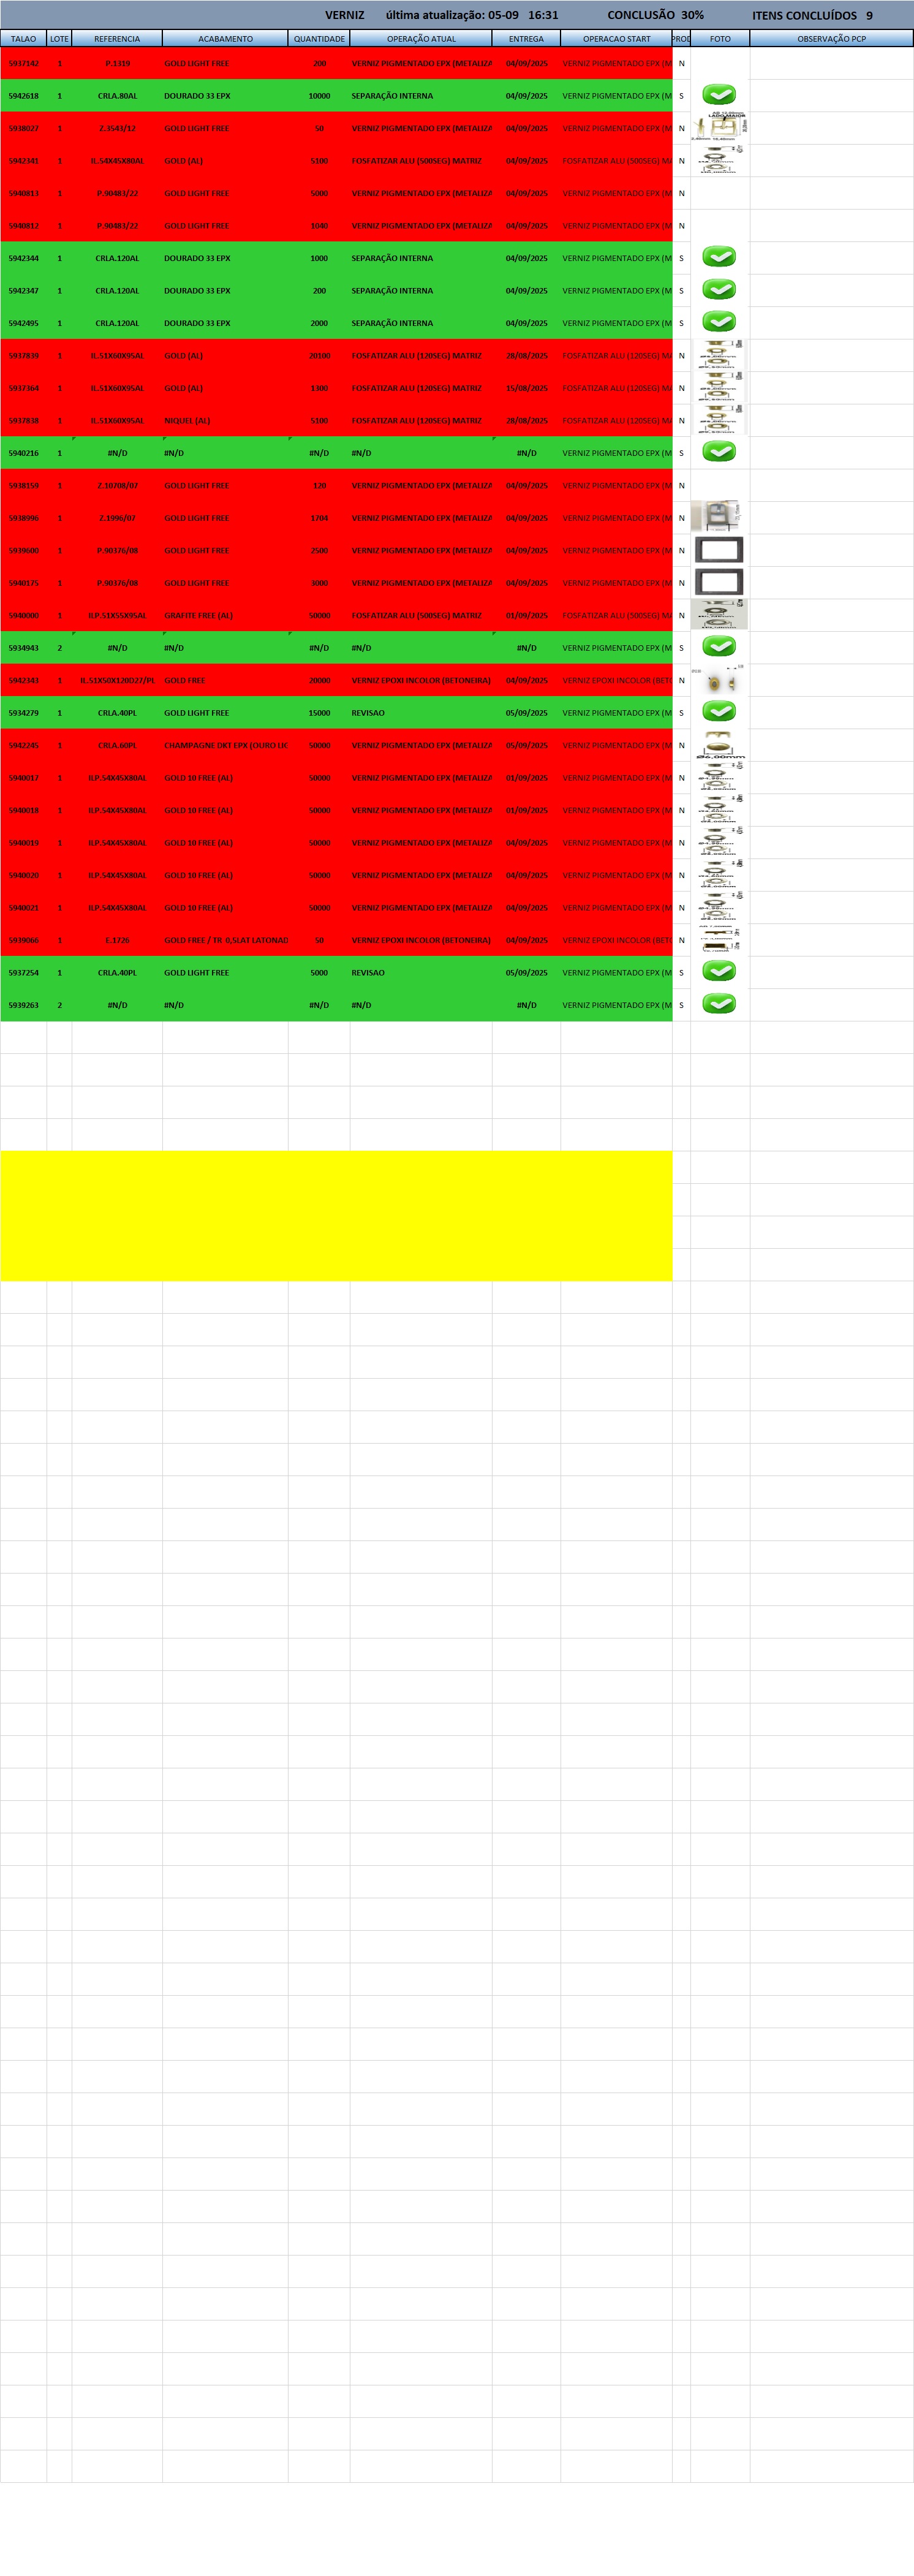 VERNIZ última atualização: 05-09 16:31 CONCLUSÃO 30% ITENS CONCLUÍDOS 9
TALAO LOTE REFERENCIA ACABAMENTO QUANTIDADE OPERAÇÃO ATUAL ENTREGA OPERACAO START PROD FOTO OBSERVAÇÃO PCP
5937142 1 P.1319 GOLD LIGHT FREE 200 VERNIZ PIGMENTADO EPX (METALIZA 04/09/2025 VERNIZ PIGMENTADO EPX (M N
5942618 1 CRLA.80AL DOURADO 33 EPX 10000 SEPARAÇÃO INTERNA 04/09/2025 VERNIZ PIGMENTADO EPX (M S
5938027 1 Z.3543/12 GOLD LIGHT FREE 50 VERNIZ PIGMENTADO EPX (METALIZA 04/09/2025 VERNIZ PIGMENTADO EPX (M N LADO MAIOR
5942341 1 IL.54X45X80AL GOLD (AL) 5100 FOSFATIZAR ALU (500SEG) MATRIZ 04/09/2025 FOSFATIZAR ALU (500SEG) MA N
5940813 1 P.90483/22 GOLD LIGHT FREE 5000 VERNIZ PIGMENTADO EPX (METALIZA 04/09/2025 VERNIZ PIGMENTADO EPX (M N
5940812 1 P.90483/22 GOLD LIGHT FREE 1040 VERNIZ PIGMENTADO EPX (METALIZA 04/09/2025 VERNIZ PIGMENTADO EPX (M N
5942344 1 CRLA.120AL DOURADO 33 EPX 1000 SEPARAÇÃO INTERNA 04/09/2025 VERNIZ PIGMENTADO EPX (M S
5942347 1 CRLA.120AL DOURADO 33 EPX 200 SEPARAÇÃO INTERNA 04/09/2025 VERNIZ PIGMENTADO EPX (M S
5942495 1 CRLA.120AL DOURADO 33 EPX 2000 SEPARAÇÃO INTERNA 04/09/2025 VERNIZ PIGMENTADO EPX (M S
5937839 1 IL.51X60X95AL GOLD (AL) 20100 FOSFATIZAR ALU (120SEG) MATRIZ 28/08/2025 FOSFATIZAR ALU (120SEG) MA N
5937364 1 IL.51X60X95AL GOLD (AL) 1300 FOSFATIZAR ALU (120SEG) MATRIZ 15/08/2025 FOSFATIZAR ALU (120SEG) MA N
5937838 1 IL.51X60X95AL NIQUEL (AL) 5100 FOSFATIZAR ALU (120SEG) MATRIZ 28/08/2025 FOSFATIZAR ALU (120SEG) MA N
5940216 1 #N/D #N/D #N/D #N/D #N/D VERNIZ PIGMENTADO EPX (M S
5938159 1 Z.10708/07 GOLD LIGHT FREE 120 VERNIZ PIGMENTADO EPX (METALIZA 04/09/2025 VERNIZ PIGMENTADO EPX (M N
5938996 1 Z.1996/07 GOLD LIGHT FREE 1204 VERNIZ PIGMENTADO EPX (METALIZA 04/09/2025 VERNIZ PIGMENTADO EPX (M N
5939600 1 P.90376/08 GOLD LIGHT FREE 2500 VERNIZ PIGMENTADO EPX (METALIZA 04/09/2025 VERNIZ PIGMENTADO EPX (M N
5940175 1 P.90376/08 GOLD LIGHT FREE 3000 VERNIZ PIGMENTADO EPX (METALIZA 04/09/2025 VERNIZ PIGMENTADO EPX (M N
5940000 1 ILP.51X55X95AL GRAFITE FREE (AL) 50000 FOSFATIZAR ALU (500SEG) MATRIZ 01/09/2025 FOSFATIZAR ALU (500SEG) MA N
5934943 2 #N/D #N/D #N/D #N/D #N/D VERNIZ PIGMENTADO EPX (M S
5942343 1 IL.51X50X120D27/PL GOLD FREE 20000 VERNIZ EPOXI INCOLOR (BETONEIRA) 04/09/2025 VERNIZ EPOXI INCOLOR (BETO N
5934279 1 CRLA.40PL GOLD LIGHT FREE 15000 REVISAO 05/09/2025 VERNIZ PIGMENTADO EPX (M S
5942245 1 CRLA.60PL CHAMPAGNE DKT EPX (OURO LIG 50000 VERNIZ PIGMENTADO EPX (METALIZA 05/09/2025 VERNIZ PIGMENTADO EPX (M N Ø6,00mm
5940017 1 ILP.54X45X80AL GOLD 10 FREE (AL) 50000 VERNIZ PIGMENTADO EPX (METALIZA 01/09/2025 VERNIZ PIGMENTADO EPX (M N
5940018 1 ILP.54X45X80AL GOLD 10 FREE (AL) 50000 VERNIZ PIGMENTADO EPX (METALIZA 01/09/2025 VERNIZ PIGMENTADO EPX (M N
5940019 1 ILP.54X45X80AL GOLD 10 FREE (AL) 50000 VERNIZ PIGMENTADO EPX (METALIZA 04/09/2025 VERNIZ PIGMENTADO EPX (M N
5940020 1 ILP.54X45X80AL GOLD 10 FREE (AL) 50000 VERNIZ PIGMENTADO EPX (METALIZA 04/09/2025 VERNIZ PIGMENTADO EPX (M N
5940021 1 ILP.54X45X80AL GOLD 10 FREE (AL) 50000 VERNIZ PIGMENTADO EPX (METALIZA 04/09/2025 VERNIZ PIGMENTADO EPX (M N
5939066 1 E.1726 GOLD FREE / TR 0,5LAT LATONAD 50 VERNIZ EPOXI INCOLOR (BETONEIRA) 04/09/2025 VERNIZ EPOXI INCOLOR (BETO N
5937254 1 CRLA.40PL GOLD LIGHT FREE 5000 REVISAO 05/09/2025 VERNIZ PIGMENTADO EPX (M S
5939263 2 #N/D #N/D #N/D #N/D #N/D VERNIZ PIGMENTADO EPX (M S